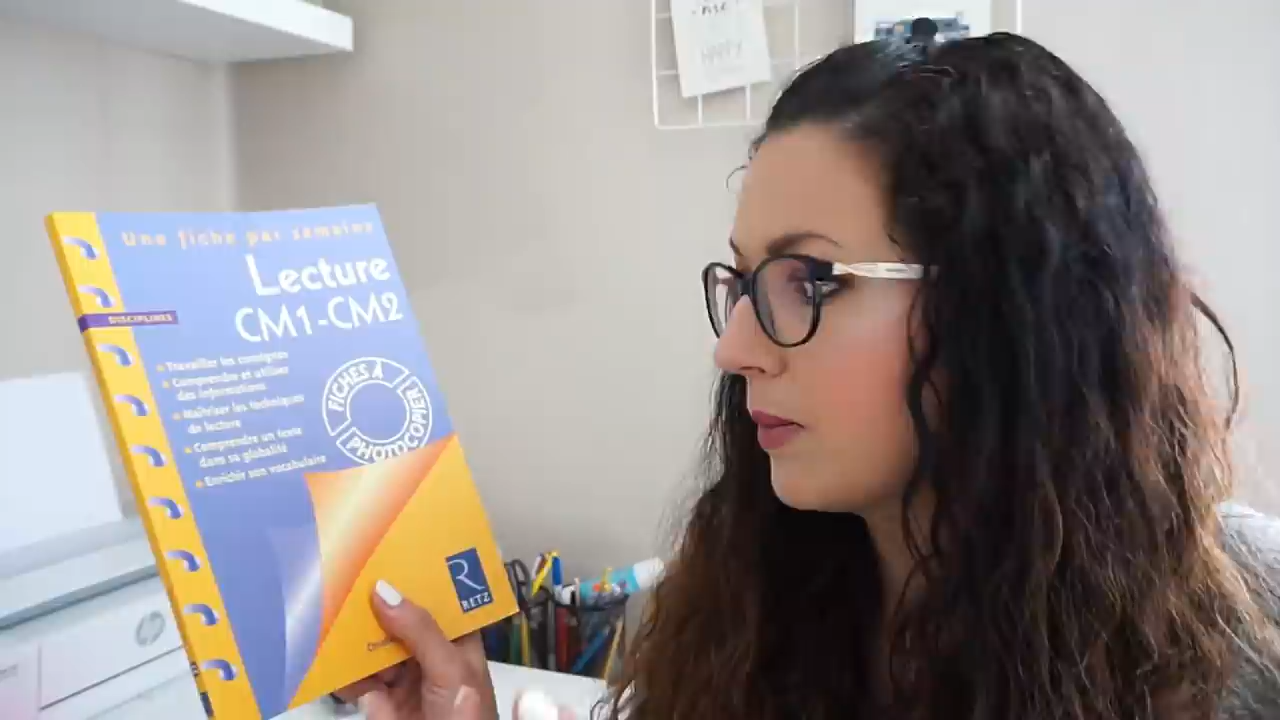 Une fiche par semaine
Lecture
CM1-CM2
DISCIPLINES
Travailler les consignes
Comprendre et utiliser
des informations
Maîtriser les techniques
de lecture
Comprendre un texte
dans sa globalité
Enrichir son vocabulaire
FICHES À
PHOTOCOPIER
R
RETZ
hp